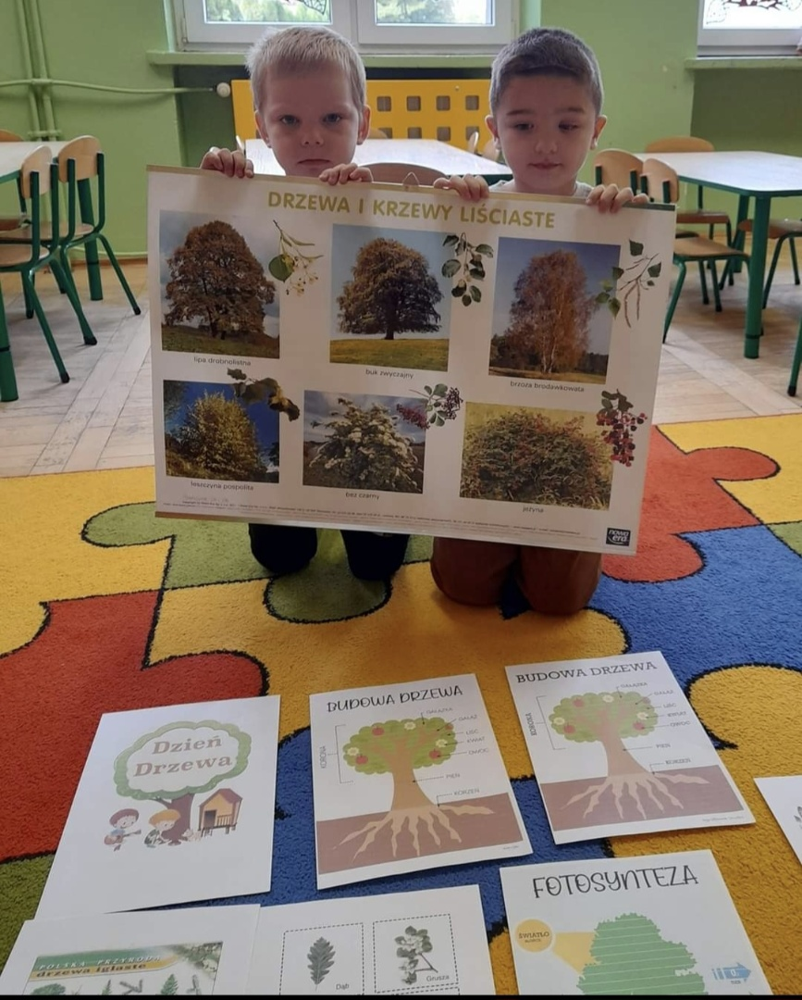 DRZEWA I KRZEWY LIŚCIASTE
lipa drobnolistna
buk zwyczajny
brzoza brodawkowata
leszczyna pospolita
bez czarny
jeżyna
nowa
era
Dzień
Drzewa
BUDOWA DRZEWA
KORONA
GAŁĄZKA
GAŁĄŹ
LIŚĆ
KWIAT
OWOC
PIEŃ
KORZEŃ
BUDOWA DRZEWA
KORONA
GAŁĄZKA
GAŁĄŹ
LIŚĆ
KWIAT
OWOC
PIEŃ
KORZEŃ
POLSKA PRZYRODA
drzewa iglaste
Dąb
Grusza
FOTOSYNTEZA
ŚWIATŁO